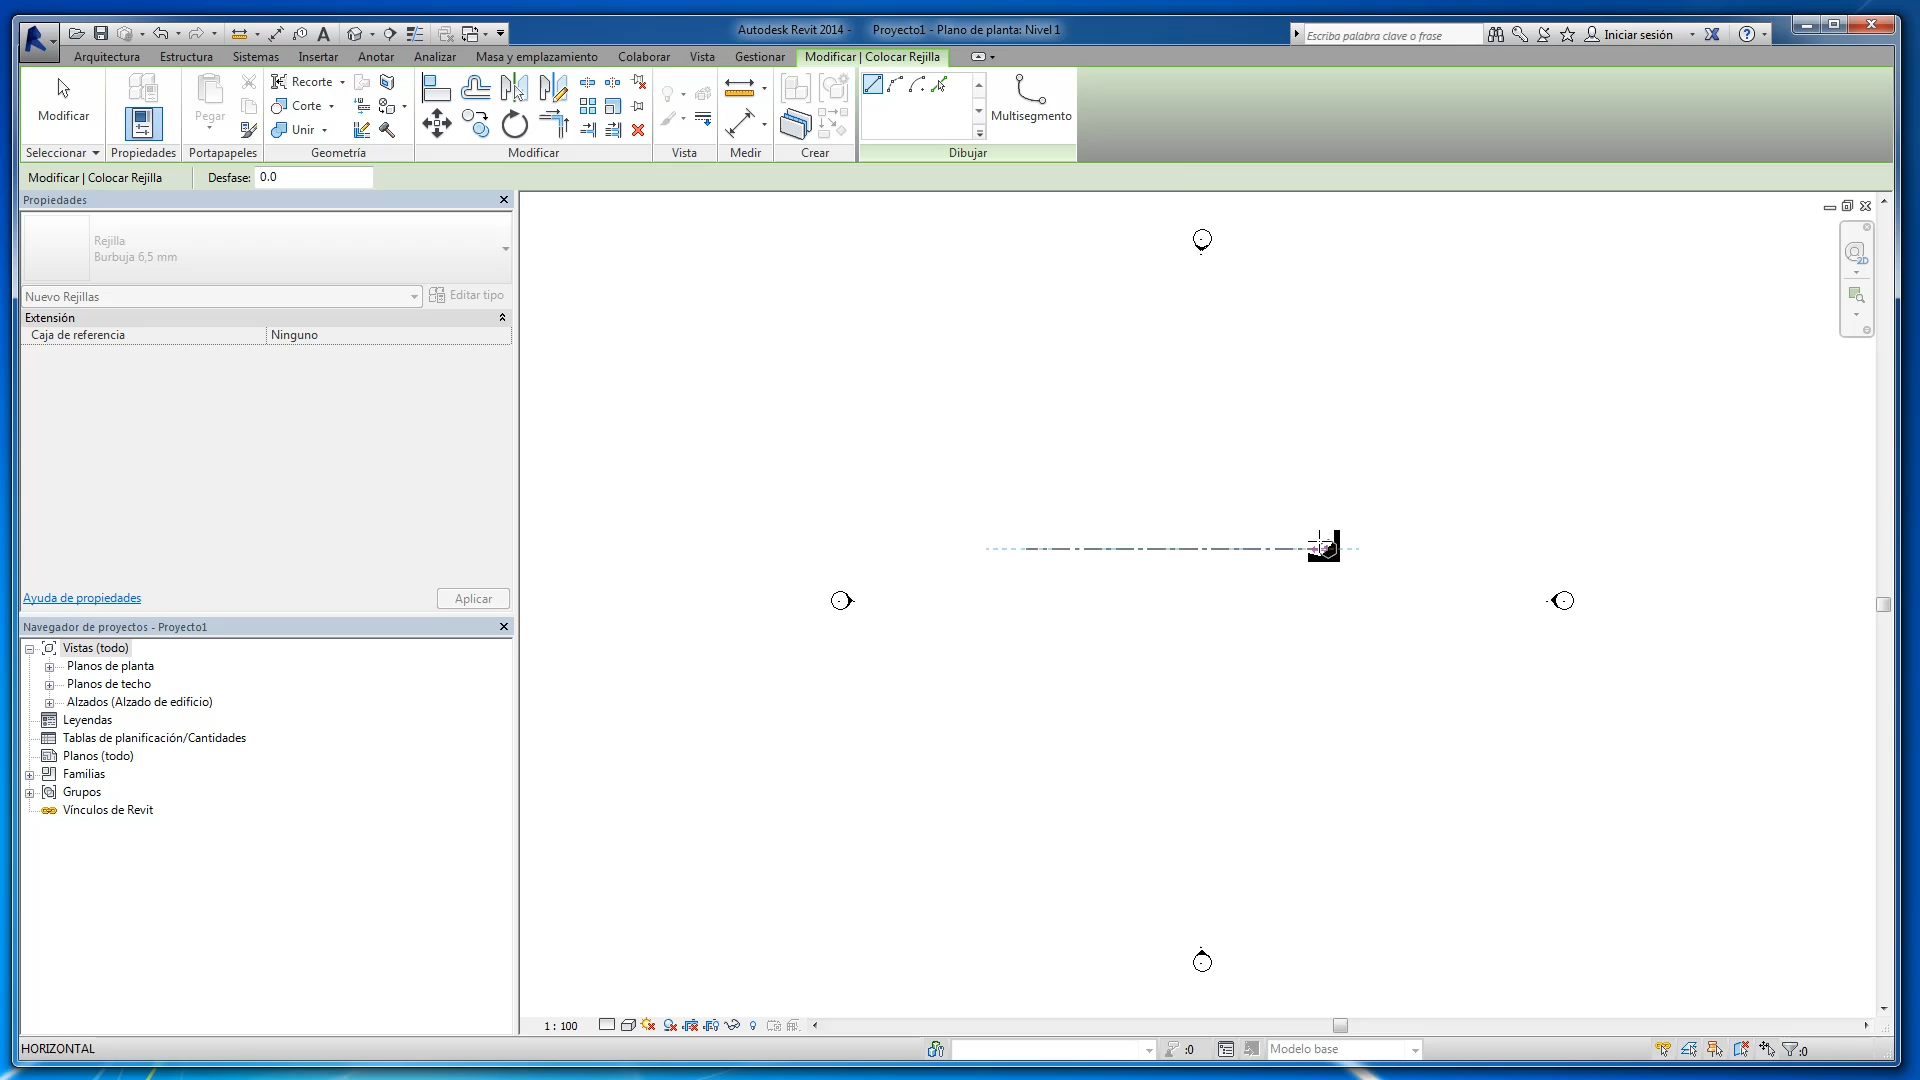 Autodesk Revit 2014 - Proyecto1 - Plano de planta: Nivel 1
Escriba palabra clave o frase
Iniciar sesión
Arquitectura Estructura Sistemas Insertar Anotar Analizar Masa y emplazamiento Colaborar Vista Gestionar Modificar | Colocar Rejilla
Modificar
Pegar
Recorte
Corte
Unir
Multisegmento
Seleccionar Propiedades Portapapeles Geometría Modificar Vista Medir Crear Dibujar
Modificar | Colocar Rejilla Desfase: 0.0
Propiedades
Rejilla
Burbuja 6,5 mm
Nuevo Rejillas Editar tipo
Extensión
Caja de referencia Ninguno
Ayuda de propiedades Aplicar
Navegador de proyectos - Proyecto1
Vistas (todo)
Planos de planta
Planos de techo
Alzados (Alzado de edificio)
Leyendas
Tablas de planificación/Cantidades
Planos (todo)
Familias
Grupos
Vínculos de Revit
2D
1 : 100
HORIZONTAL
:0
Modelo base
:0